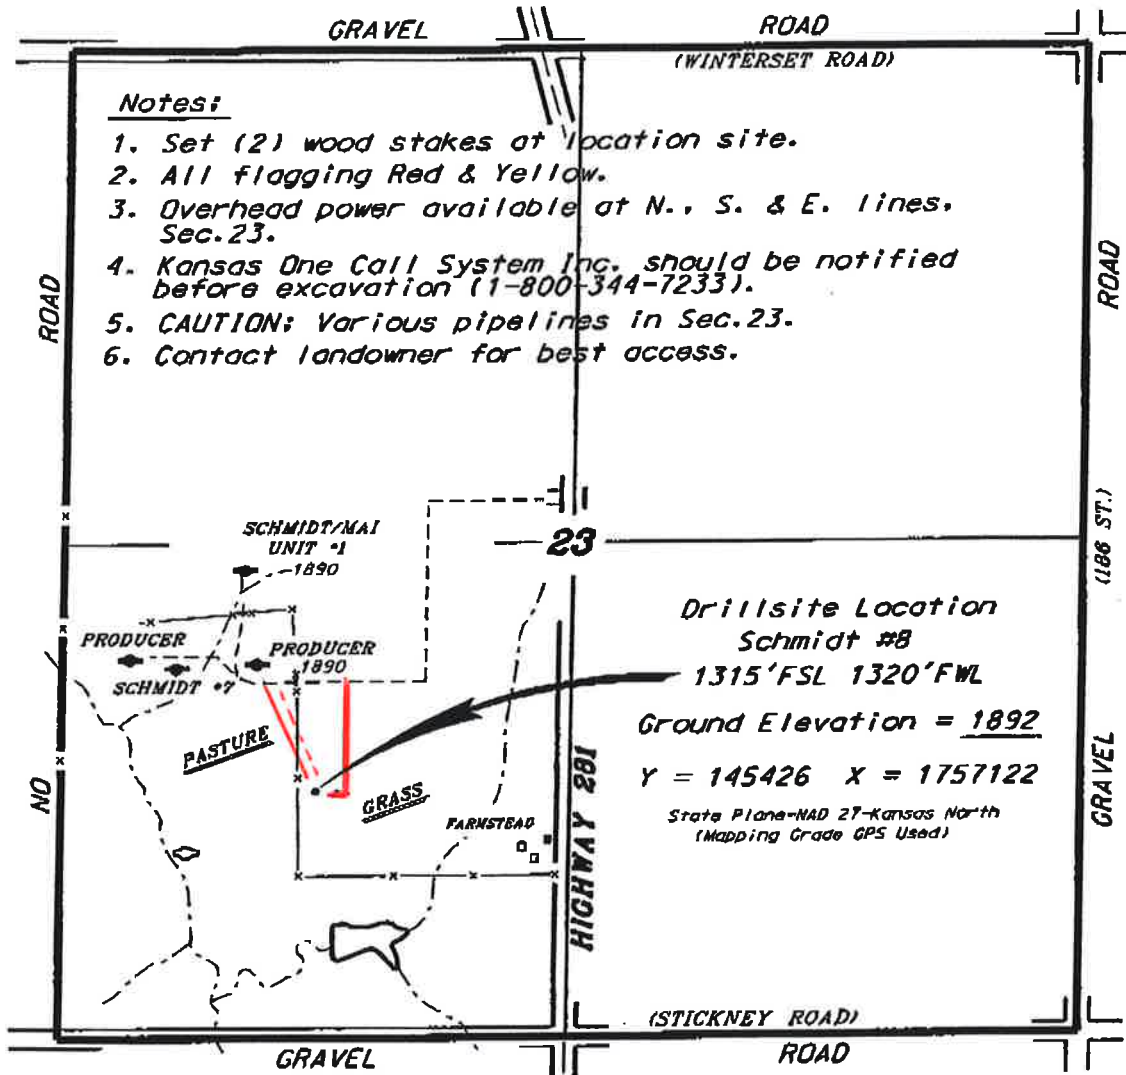 GRAVEL ROAD
(WINTERSET ROAD)
Notes:
1. Set (2) wood stakes at location site.
2. All flagging Red & Yellow.
3. Overhead power available at N., S. & E. lines,
Sec.23.
4. Kansas One Call System Inc. should be notified
before excavation (1-800-344-7233).
5. CAUTION: Various pipelines in Sec.23.
6. Contact landowner for best access.
ROAD
ROAD
(186 ST.)
SCHMIDT/MAI
UNIT #1
1890
23
PRODUCER
PRODUCER
1890
SCHMIDT #7
PASTURE
GRASS
FARMSTEAD
HIGHWAY 281
Drillsite Location
Schmidt #8
1315'FSL 1320'FWL
Ground Elevation = 1892
Y = 145426 X = 1757122
State Plane-NAD 27-Kansas North
(Mapping Grade GPS Used)
NO
GRAVEL
(STICKNEY ROAD)
GRAVEL ROAD